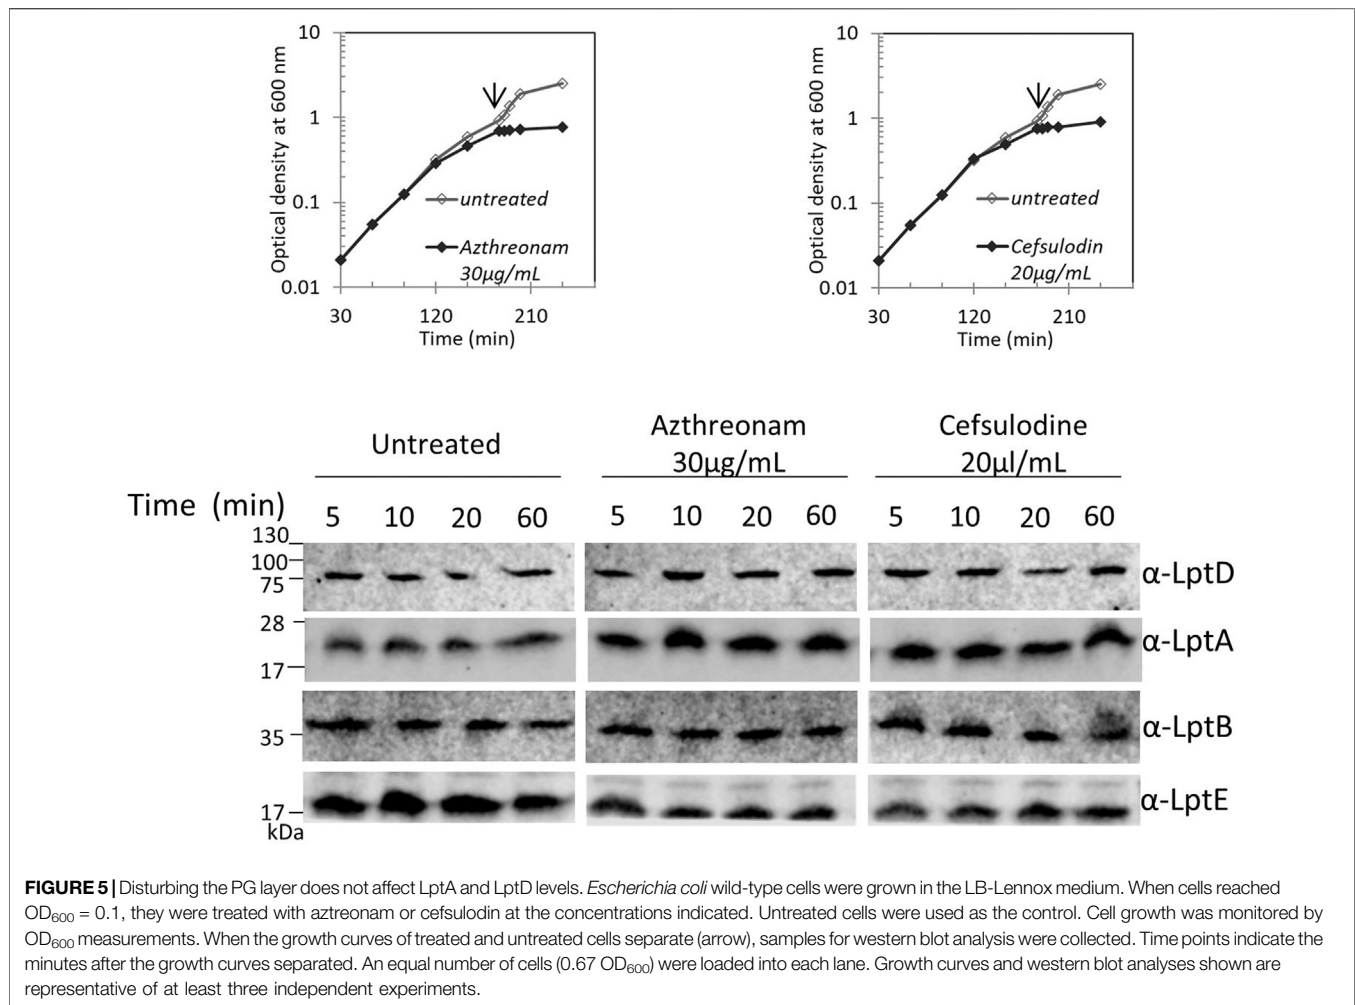 10
1
0.1
0.01
Optical density at 600 nm
untreated
Azthreonam
30µg/mL
30 120 210
Time (min)
10
1
0.1
0.01
Optical density at 600 nm
untreated
Cefsulodin
20µg/mL
30 120 210
Time (min)
Untreated
Azthreonam
30µg/mL
Cefsulodine
20µl/mL
Time (min)
5 10 20 60 5 10 20 60 5 10 20 60
130
100
75
α-LptD
28
17
α-LptA
35
α-LptB
17
kDa
α-LptE
FIGURE 5 | Disturbing the PG layer does not affect LptA and LptD levels. Escherichia coli wild-type cells were grown in the LB-Lennox medium. When cells reached
OD600 = 0.1, they were treated with aztreonam or cefsulodin at the concentrations indicated. Untreated cells were used as the control. Cell growth was monitored by
OD600 measurements. When the growth curves of treated and untreated cells separate (arrow), samples for western blot analysis were collected. Time points indicate the
minutes after the growth curves separated. An equal number of cells (0.67 OD600) were loaded into each lane. Growth curves and western blot analyses shown are
representative of at least three independent experiments.